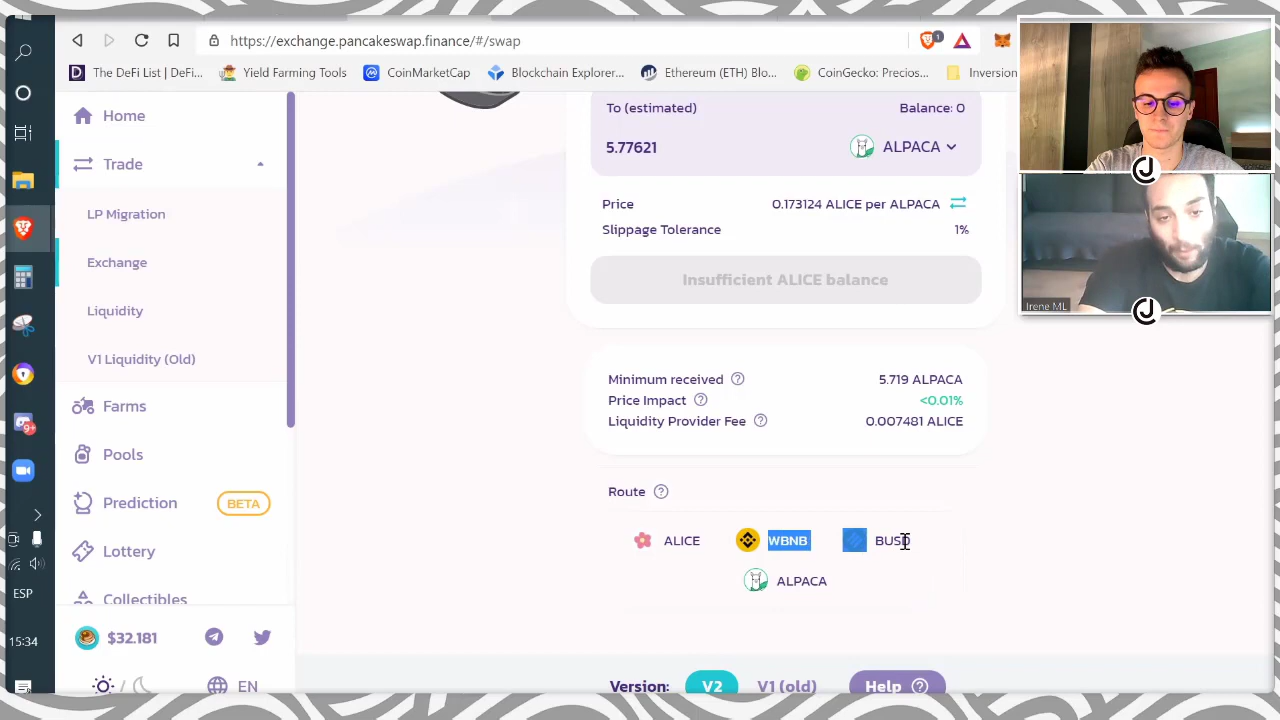 https://exchange.pancakeswap.finance/#/swap
1
The DeFi List | DeFi...
Yield Farming Tools
CoinMarketCap
Blockchain Explorer...
Ethereum (ETH) Blo...
CoinGecko: Precios...
Inversion
Home
Trade
LP Migration
Exchange
Liquidity
V1 Liquidity (Old)
Farms
Pools
Prediction BETA
Lottery
Collectibles
$32.181
EN
To (estimated) Balance: 0
5.77621 ALPACA
Price 0.173124 ALICE per ALPACA
Slippage Tolerance 1%
Insufficient ALICE balance
Minimum received ? 5.719 ALPACA
Price Impact ? <0.01%
Liquidity Provider Fee ? 0.007481 ALICE
Route ?
ALICE WBNB BUSD
ALPACA
Version: V2 V1 (old) Help ?
Irene ML
9+
ESP
15:34